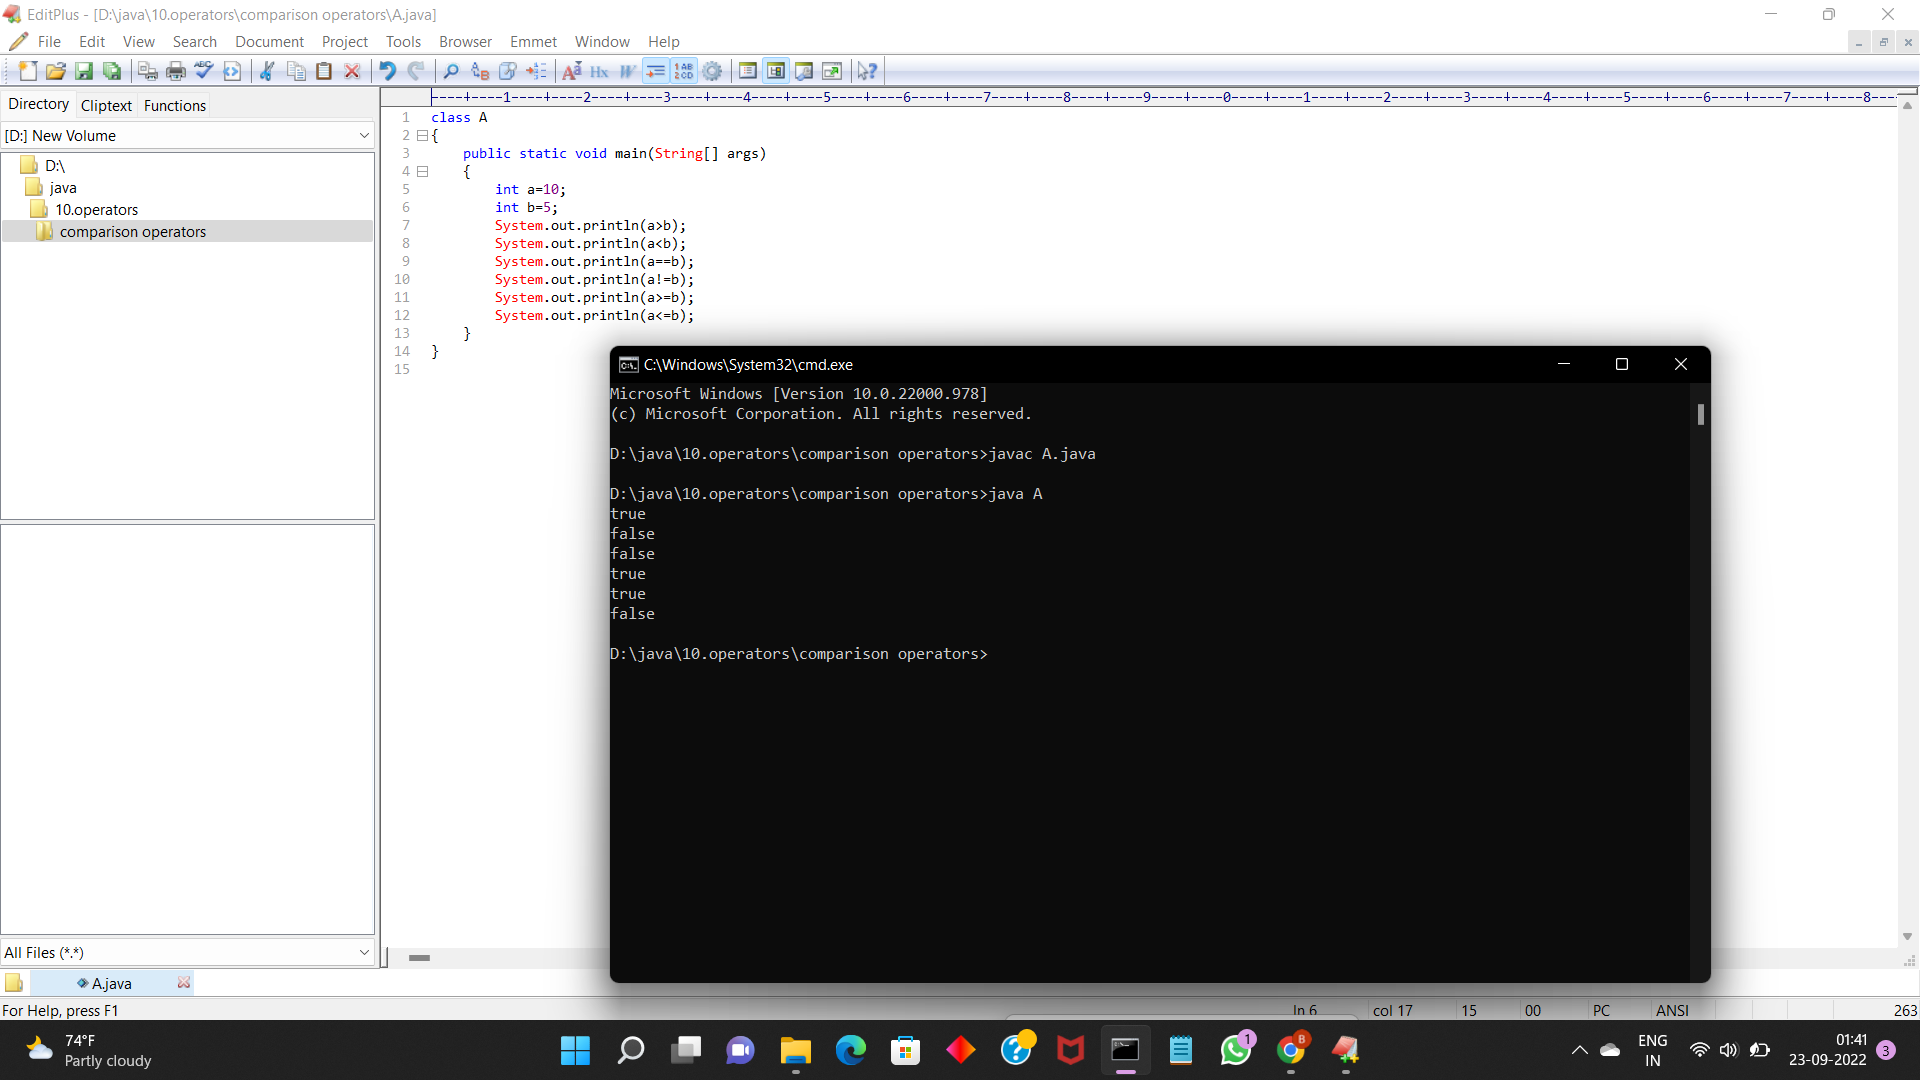 EditPlus - [D:\java\10.operators\comparison operators\A.java]
File Edit View Search Document Project Tools Browser Emmet Window Help
Directory Cliptext Functions
[D:] New Volume
D:\
java
10.operators
comparison operators
----+----1----+----2----+----3----+----4----+----5----+----6----+----7----+----8----+----9----+----0----+----1----+----2----+----3----+----4----+----5----+----6----+----7----+----8---
1 class A
2 {
3 public static void main(String[] args)
4 {
5 int a=10;
6 int b=5;
7 System.out.println(a>b);
8 System.out.println(a<b);
9 System.out.println(a==b);
10 System.out.println(a!=b);
11 System.out.println(a>=b);
12 System.out.println(a<=b);
13 }
14 }
15
C:\Windows\System32\cmd.exe
Microsoft Windows [Version 10.0.22000.978]
(c) Microsoft Corporation. All rights reserved.
D:\java\10.operators\comparison operators>javac A.java
D:\java\10.operators\comparison operators>java A
true
false
false
true
true
false
D:\java\10.operators\comparison operators>
All Files (*.*)
A.java
For Help, press F1
ln 6 col 17 15 00 PC ANSI 263
74°F
Partly cloudy
ENG
IN
01:41
23-09-2022
3